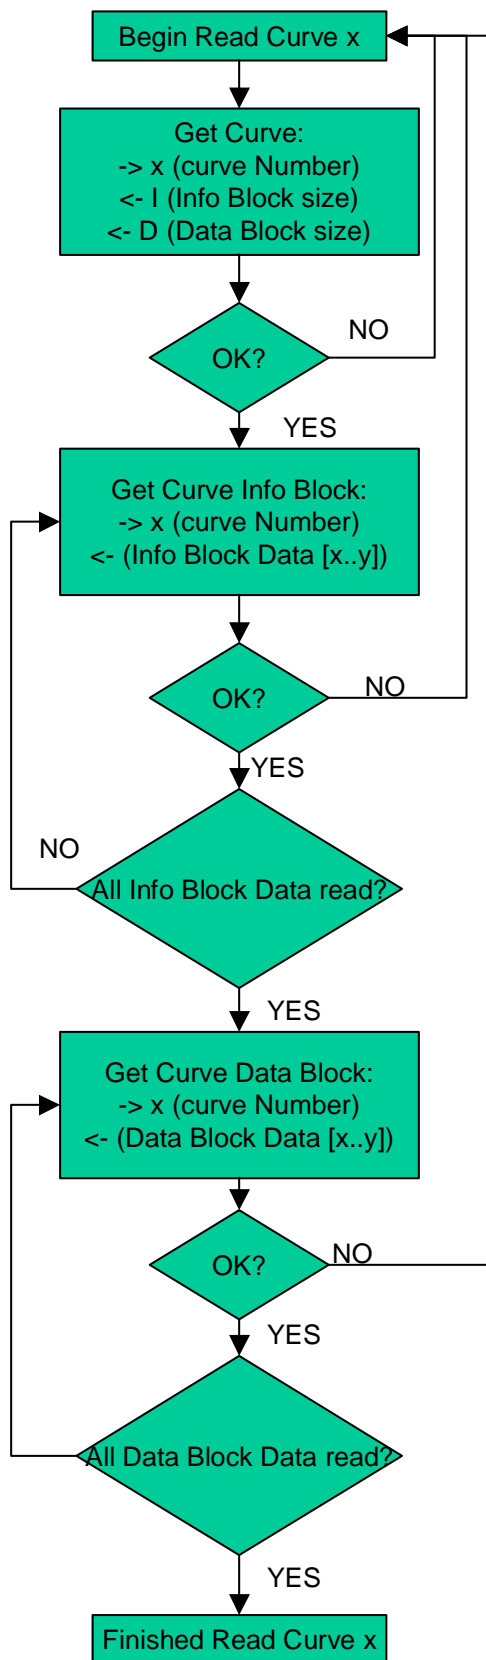 Begin Read Curve x
Get Curve:
-> x (curve Number)
<- I (Info Block size)
<- D (Data Block size)
NO
OK?
YES
Get Curve Info Block:
-> x (curve Number)
<- (Info Block Data [x..y])
OK?
NO
YES
NO
All Info Block Data read?
YES
Get Curve Data Block:
-> x (curve Number)
<- (Data Block Data [x..y])
OK?
NO
YES
All Data Block Data read?
YES
Finished Read Curve x